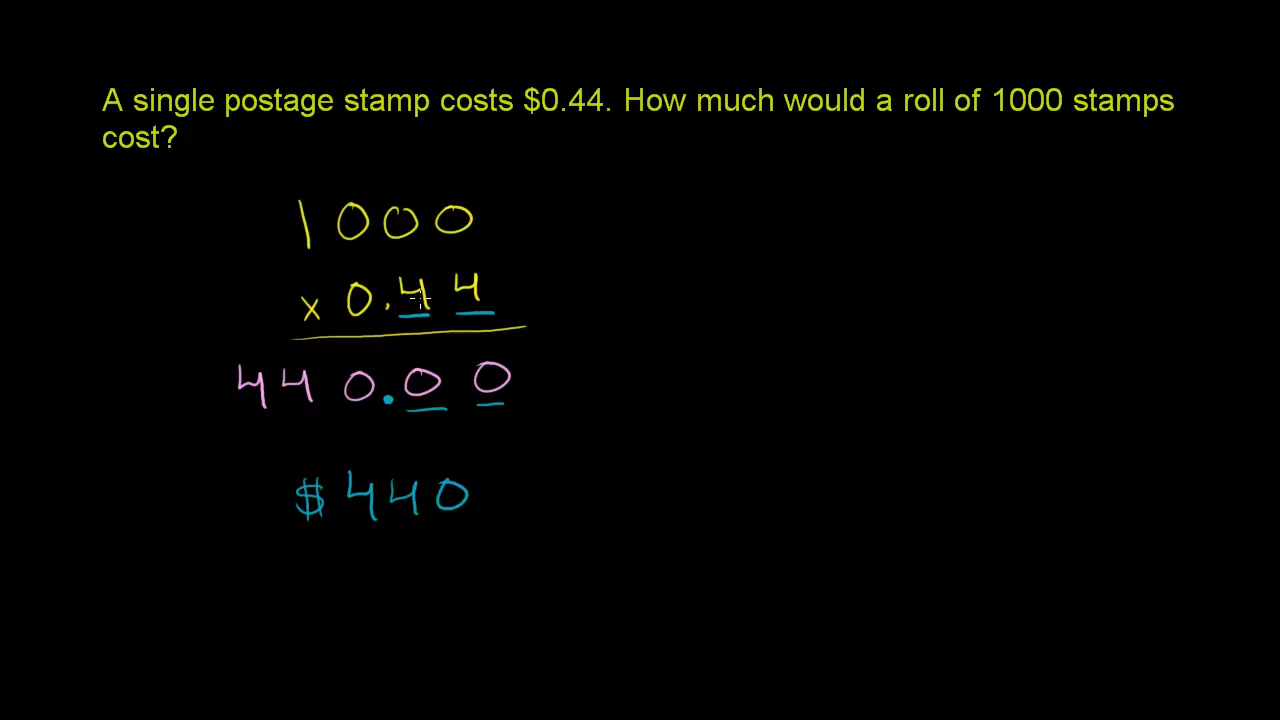 A single postage stamp costs $0.44. How much would a roll of 1000 stamps
cost?
1000
x 0.44
440.00
$440